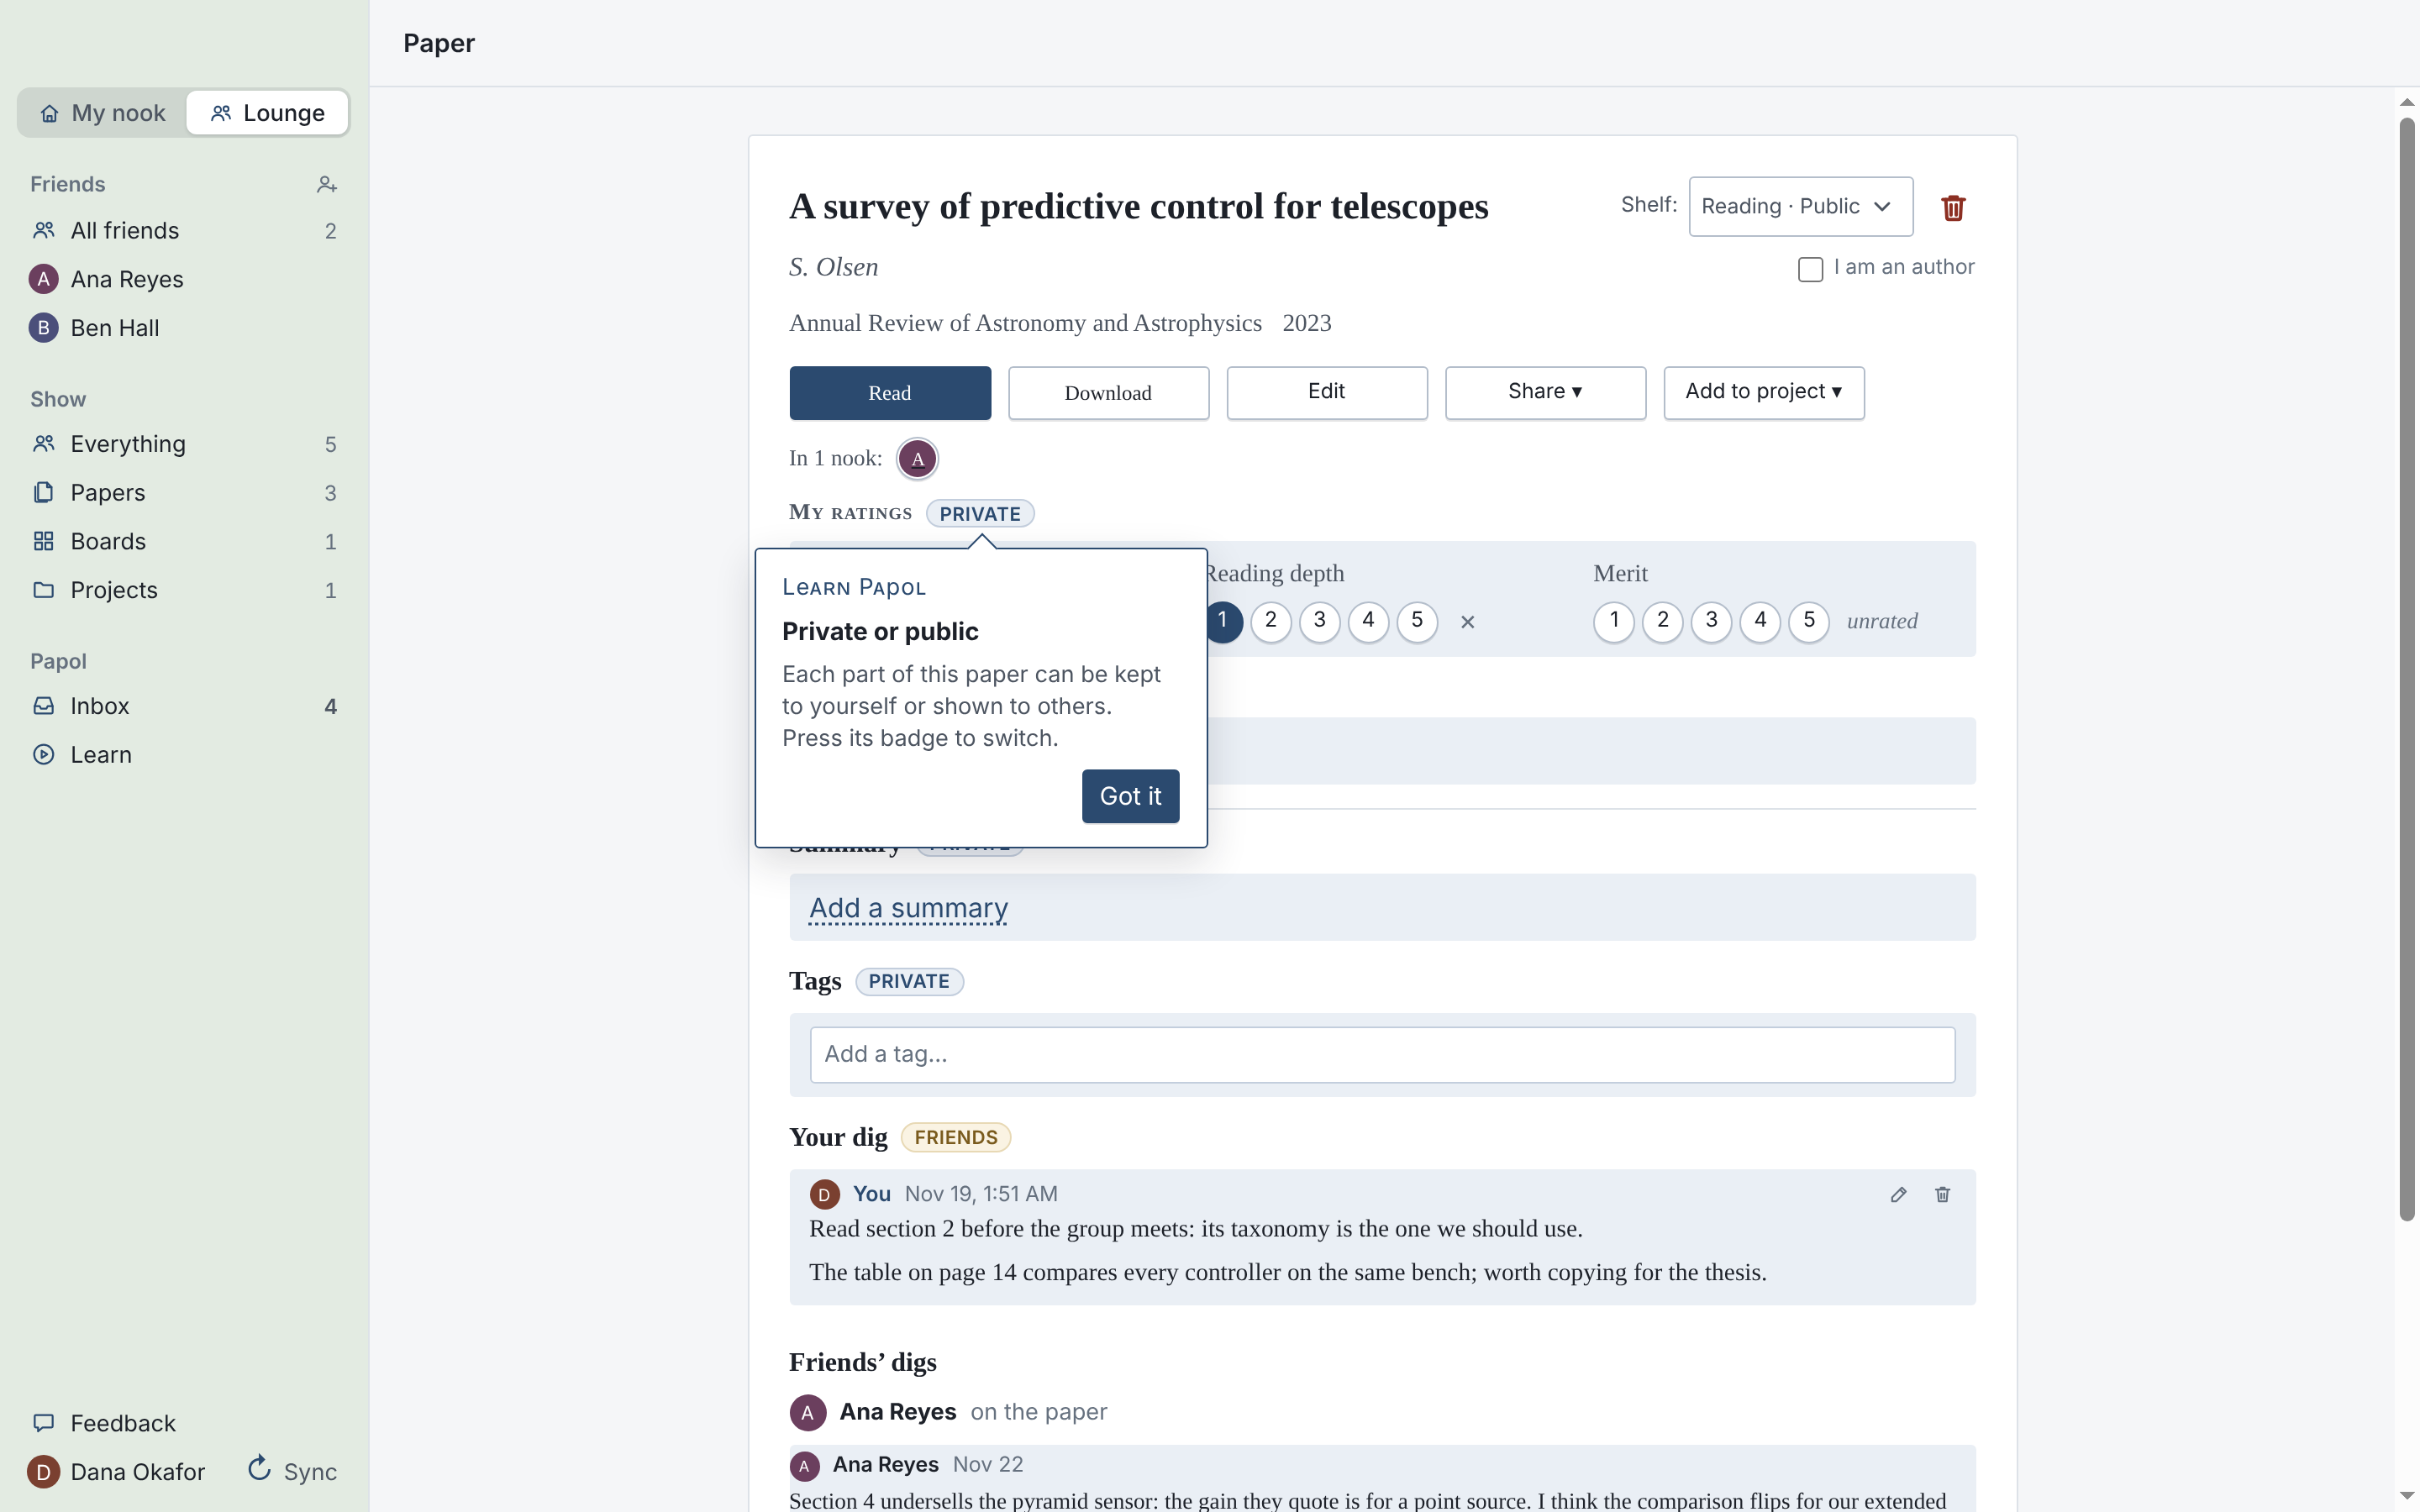 Paper
My nook
Lounge
Friends
All friends 2
A Ana Reyes
B Ben Hall
Show
Everything 5
Papers 3
Boards 1
Projects 1
Papol
Inbox 4
Learn
Feedback
D Dana Okafor Sync
A survey of predictive control for telescopes
Shelf: Reading · Public
S. Olsen
I am an author
Annual Review of Astronomy and Astrophysics 2023
Read Download Edit Share ▾ Add to project ▾
In 1 nook: A
My ratings PRIVATE
Learn Papol
Private or public
Each part of this paper can be kept
to yourself or shown to others.
Press its badge to switch.
Got it
Reading depth
1 2 3 4 5 ×
Merit
1 2 3 4 5 unrated
Summary PRIVATE
Add a summary
Tags PRIVATE
Add a tag...
Your dig FRIENDS
D You Nov 19, 1:51 AM
Read section 2 before the group meets: its taxonomy is the one we should use.
The table on page 14 compares every controller on the same bench; worth copying for the thesis.
Friends’ digs
A Ana Reyes on the paper
A Ana Reyes Nov 22
Section 4 undersells the pyramid sensor: the gain they quote is for a point source. I think the comparison flips for our extended